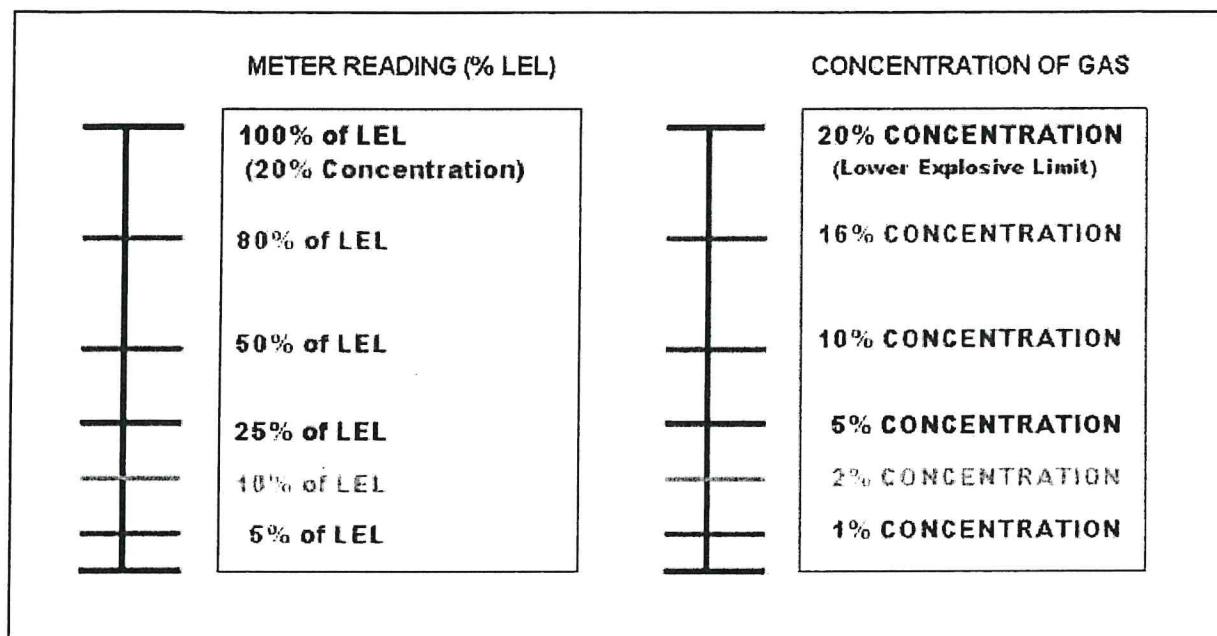 METER READING (% LEL)
100% of LEL
(20% Concentration)
80% of LEL
50% of LEL
25% of LEL
10% of LEL
5% of LEL
CONCENTRATION OF GAS
20% CONCENTRATION
(Lower Explosive Limit)
16% CONCENTRATION
10% CONCENTRATION
5% CONCENTRATION
2% CONCENTRATION
1% CONCENTRATION